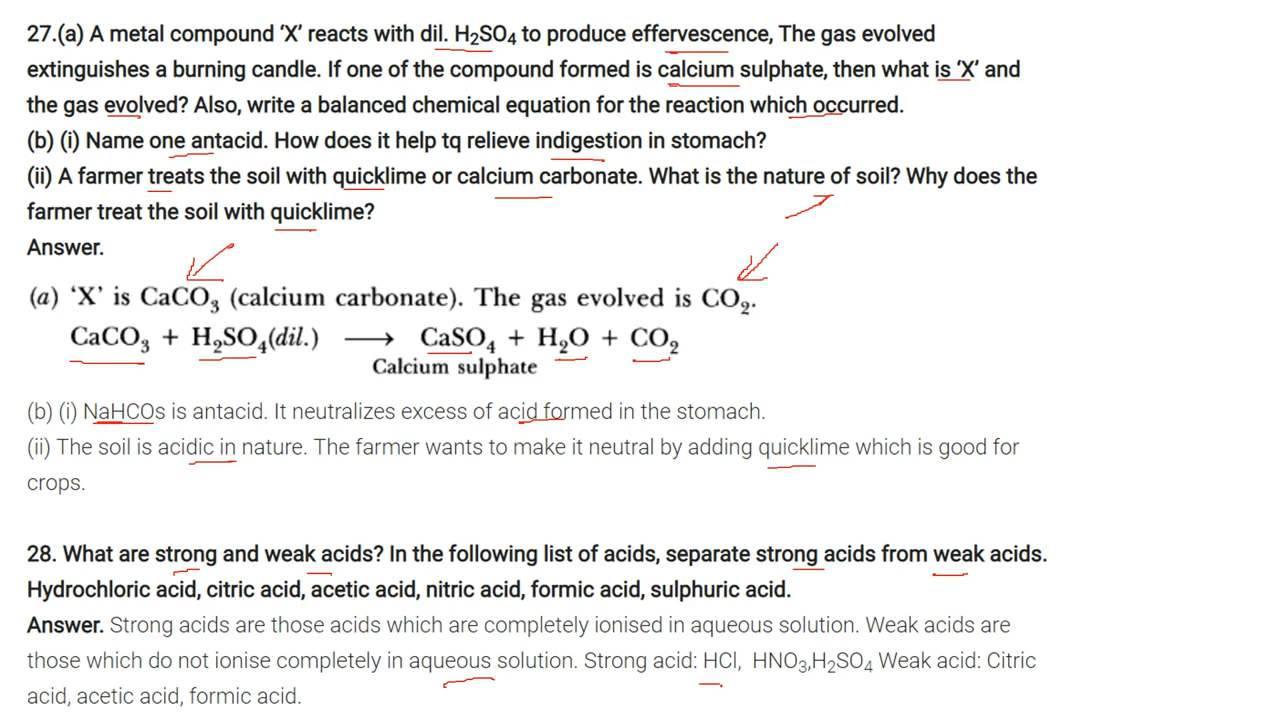 27.(a) A metal compound ‘X’ reacts with dil. H₂SO₄ to produce effervescence, The gas evolved
extinguishes a burning candle. If one of the compound formed is calcium sulphate, then what is ‘X’ and
the gas evolved? Also, write a balanced chemical equation for the reaction which occurred.
(b) (i) Name one antacid. How does it help tq relieve indigestion in stomach?
(ii) A farmer treats the soil with quicklime or calcium carbonate. What is the nature of soil? Why does the
farmer treat the soil with quicklime?
Answer.
(a) ‘X’ is CaCO₃ (calcium carbonate). The gas evolved is CO₂.
CaCO₃ + H₂SO₄(dil.) ⟶ CaSO₄ + H₂O + CO₂
Calcium sulphate
(b) (i) NaHCOs is antacid. It neutralizes excess of acid formed in the stomach.
(ii) The soil is acidic in nature. The farmer wants to make it neutral by adding quicklime which is good for
crops.
28. What are strong and weak acids? In the following list of acids, separate strong acids from weak acids.
Hydrochloric acid, citric acid, acetic acid, nitric acid, formic acid, sulphuric acid.
Answer. Strong acids are those acids which are completely ionised in aqueous solution. Weak acids are
those which do not ionise completely in aqueous solution. Strong acid: HCl, HNO₃,H₂SO₄ Weak acid: Citric
acid, acetic acid, formic acid.